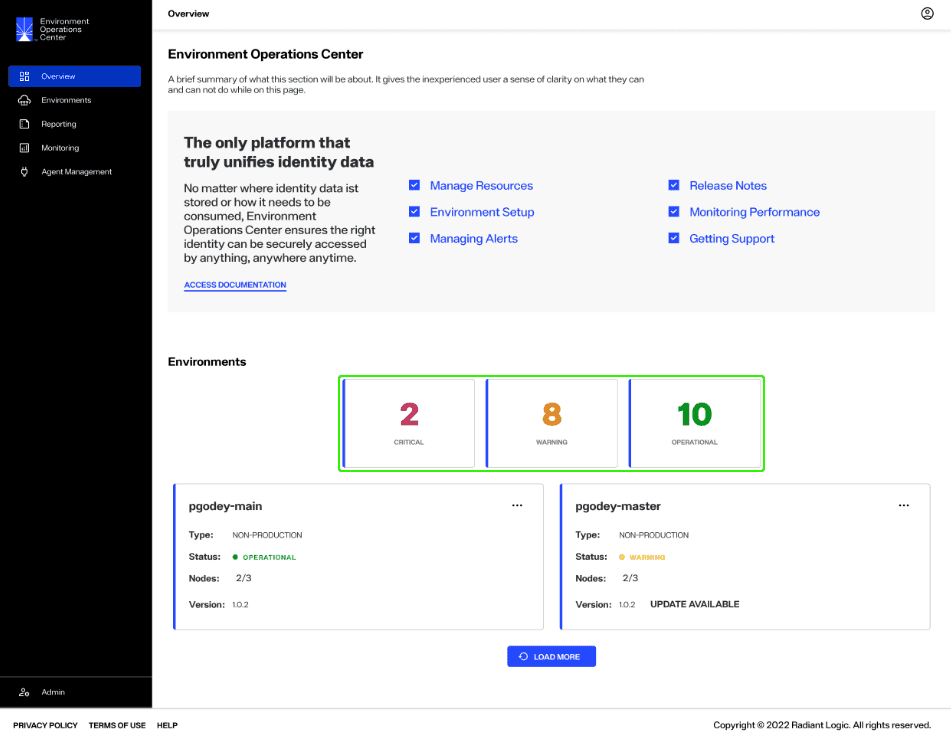 Environment
Operations
Center
Overview
Overview
Environments
Reporting
Monitoring
Agent Management
Admin
Environment Operations Center
A brief summary of what this section will be about. It gives the inexperienced user a sense of clarity on what they can
and can not do while on this page.
The only platform that
truly unifies identity data
No matter where identity data ist
stored or how it needs to be
consumed, Environment
Operations Center ensures the right
identity can be securely accessed
by anything, anywhere anytime.
ACCESS DOCUMENTATION
Manage Resources
Environment Setup
Managing Alerts
Release Notes
Monitoring Performance
Getting Support
Environments
2
CRITICAL
8
WARNING
10
OPERATIONAL
pgodey-main
...
Type: NON-PRODUCTION
Status: OPERATIONAL
Nodes: 2/3
Version: 1.0.2
pgodey-master
...
Type: NON-PRODUCTION
Status: WARNING
Nodes: 2/3
Version: 1.0.2 UPDATE AVAILABLE
LOAD MORE
PRIVACY POLICY TERMS OF USE HELP
Copyright © 2022 Radiant Logic. All rights reserved.